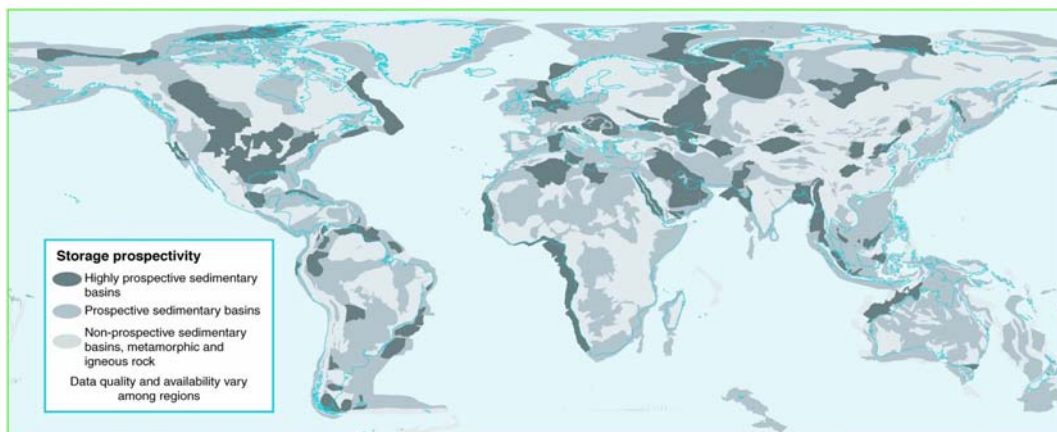 Storage prospectivity
Highly prospective sedimentary
basins
Prospective sedimentary basins
Non-prospective sedimentary
basins, metamorphic and
igneous rock
Data quality and availability vary
among regions